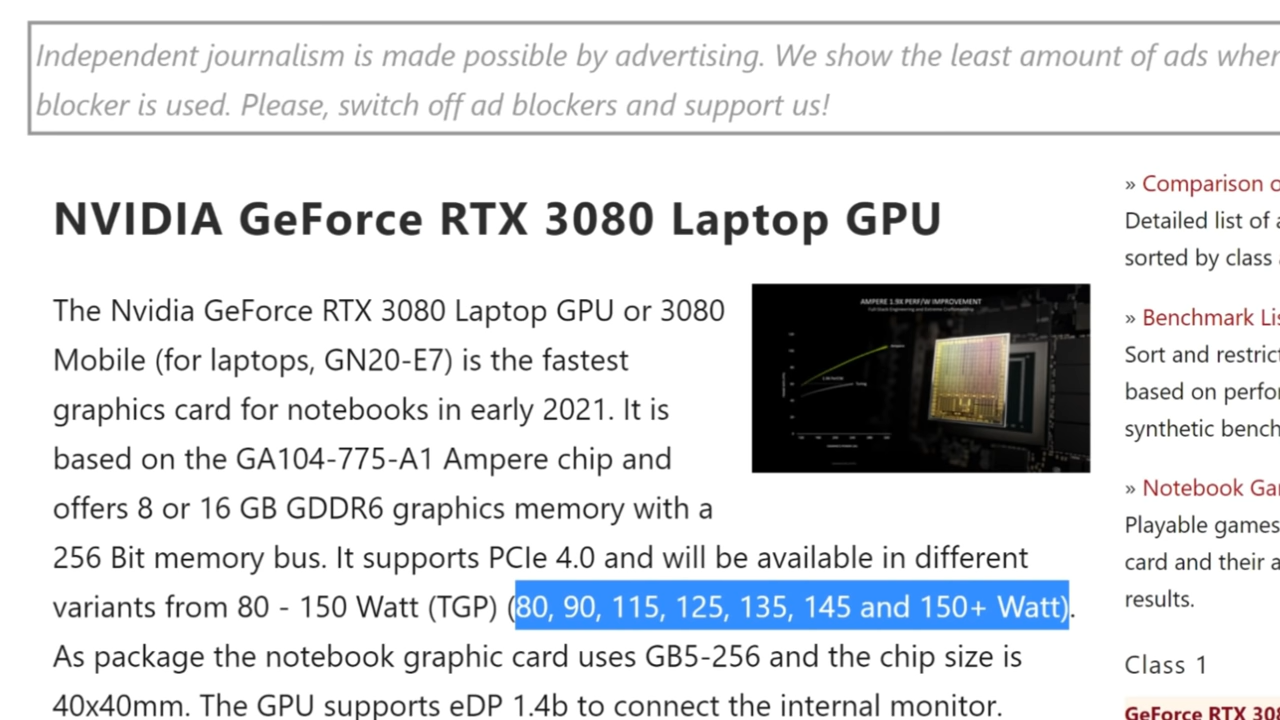 Independent journalism is made possible by advertising. We show the least amount of ads
blocker is used. Please, switch off ad blockers and support us!
NVIDIA GeForce RTX 3080 Laptop GPU
The Nvidia GeForce RTX 3080 Laptop GPU or 3080
Mobile (for laptops, GN20-E7) is the fastest
graphics card for notebooks in early 2021. It is
based on the GA104-775-A1 Ampere chip and
offers 8 or 16 GB GDDR6 graphics memory with a
256 Bit memory bus. It supports PCIe 4.0 and will be available in different
variants from 80 - 150 Watt (TGP) (80, 90, 115, 125, 135, 145 and 150+ Watt).
As package the notebook graphic card uses GB5-256 and the chip size is
40x40mm. The GPU supports eDP 1.4b to connect the internal monitor.
AMPERE 1.9X PERF/W IMPROVEMENT
» Comparison
Detailed list of
sorted by class
» Benchmark
Sort and
based on
synthetic
» Notebook
Playable games
card and their
results.
Class 1
GeForce RTX